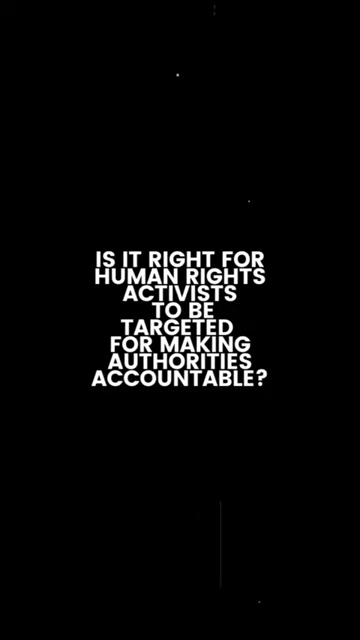 IS IT RIGHT FOR
HUMAN RIGHTS
ACTIVISTS
TO BE
TARGETED
FOR MAKING
AUTHORITIES
ACCOUNTABLE?